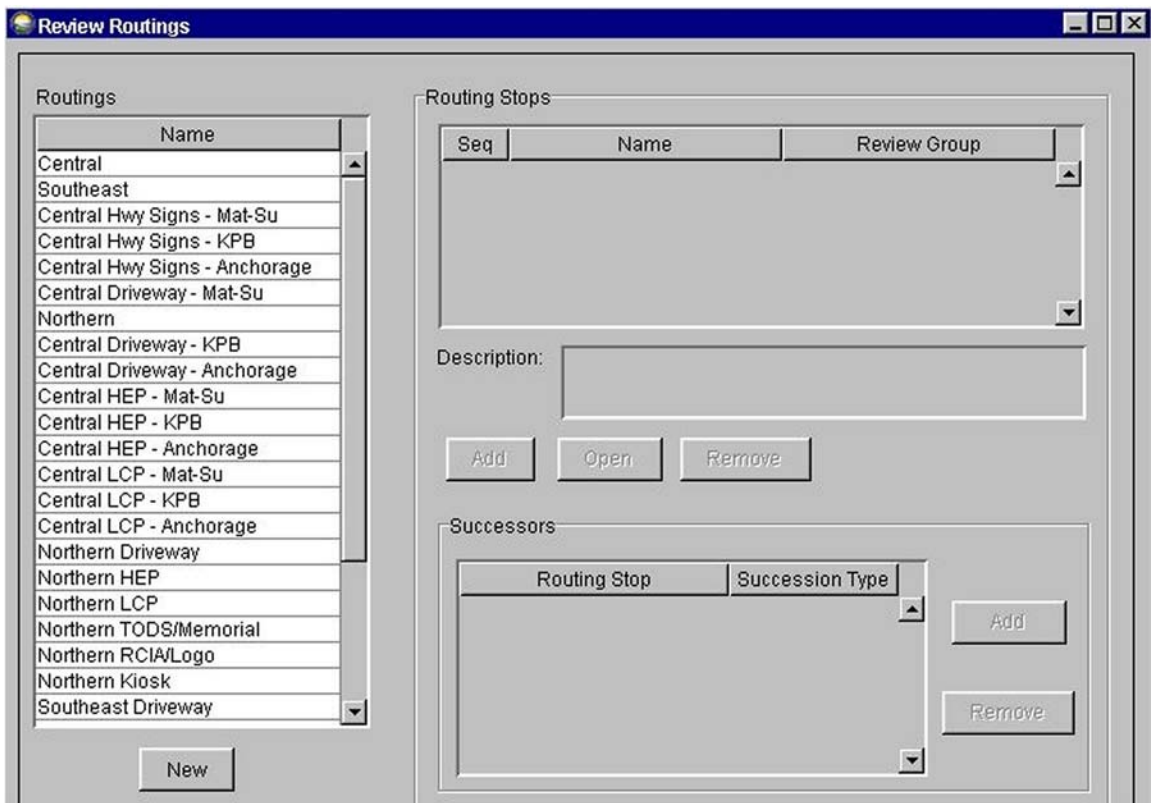 Review Routings
Routings
Name
Central
Southeast
Central Hwy Signs - Mat-Su
Central Hwy Signs - KPB
Central Hwy Signs - Anchorage
Central Driveway - Mat-Su
Northern
Central Driveway - KPB
Central Driveway - Anchorage
Central HEP - Mat-Su
Central HEP - KPB
Central HEP - Anchorage
Central LCP - Mat-Su
Central LCP - KPB
Central LCP - Anchorage
Northern Driveway
Northern HEP
Northern LCP
Northern TODS/Memorial
Northern RCIA/Logo
Northern Kiosk
Southeast Driveway
New
Routing Stops
Seq Name Review Group
Description:
Add Open Remove
Successors
Routing Stop Succession Type
Add
Remove